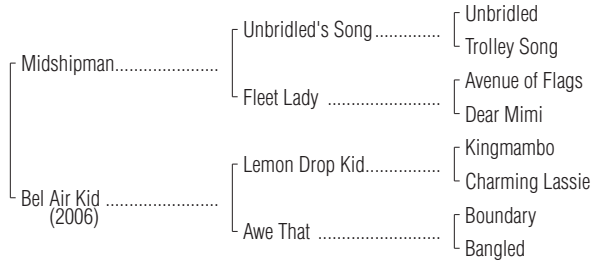 Unbridled
Unbridled's Song..............
Trolley Song
Midshipman......................
Avenue of Flags
Fleet Lady ........................
Dear Mimi
Kingmambo
Lemon Drop Kid................
Charming Lassie
Bel Air Kid ........................
(2006)
Boundary
Awe That ..........................
Bangled